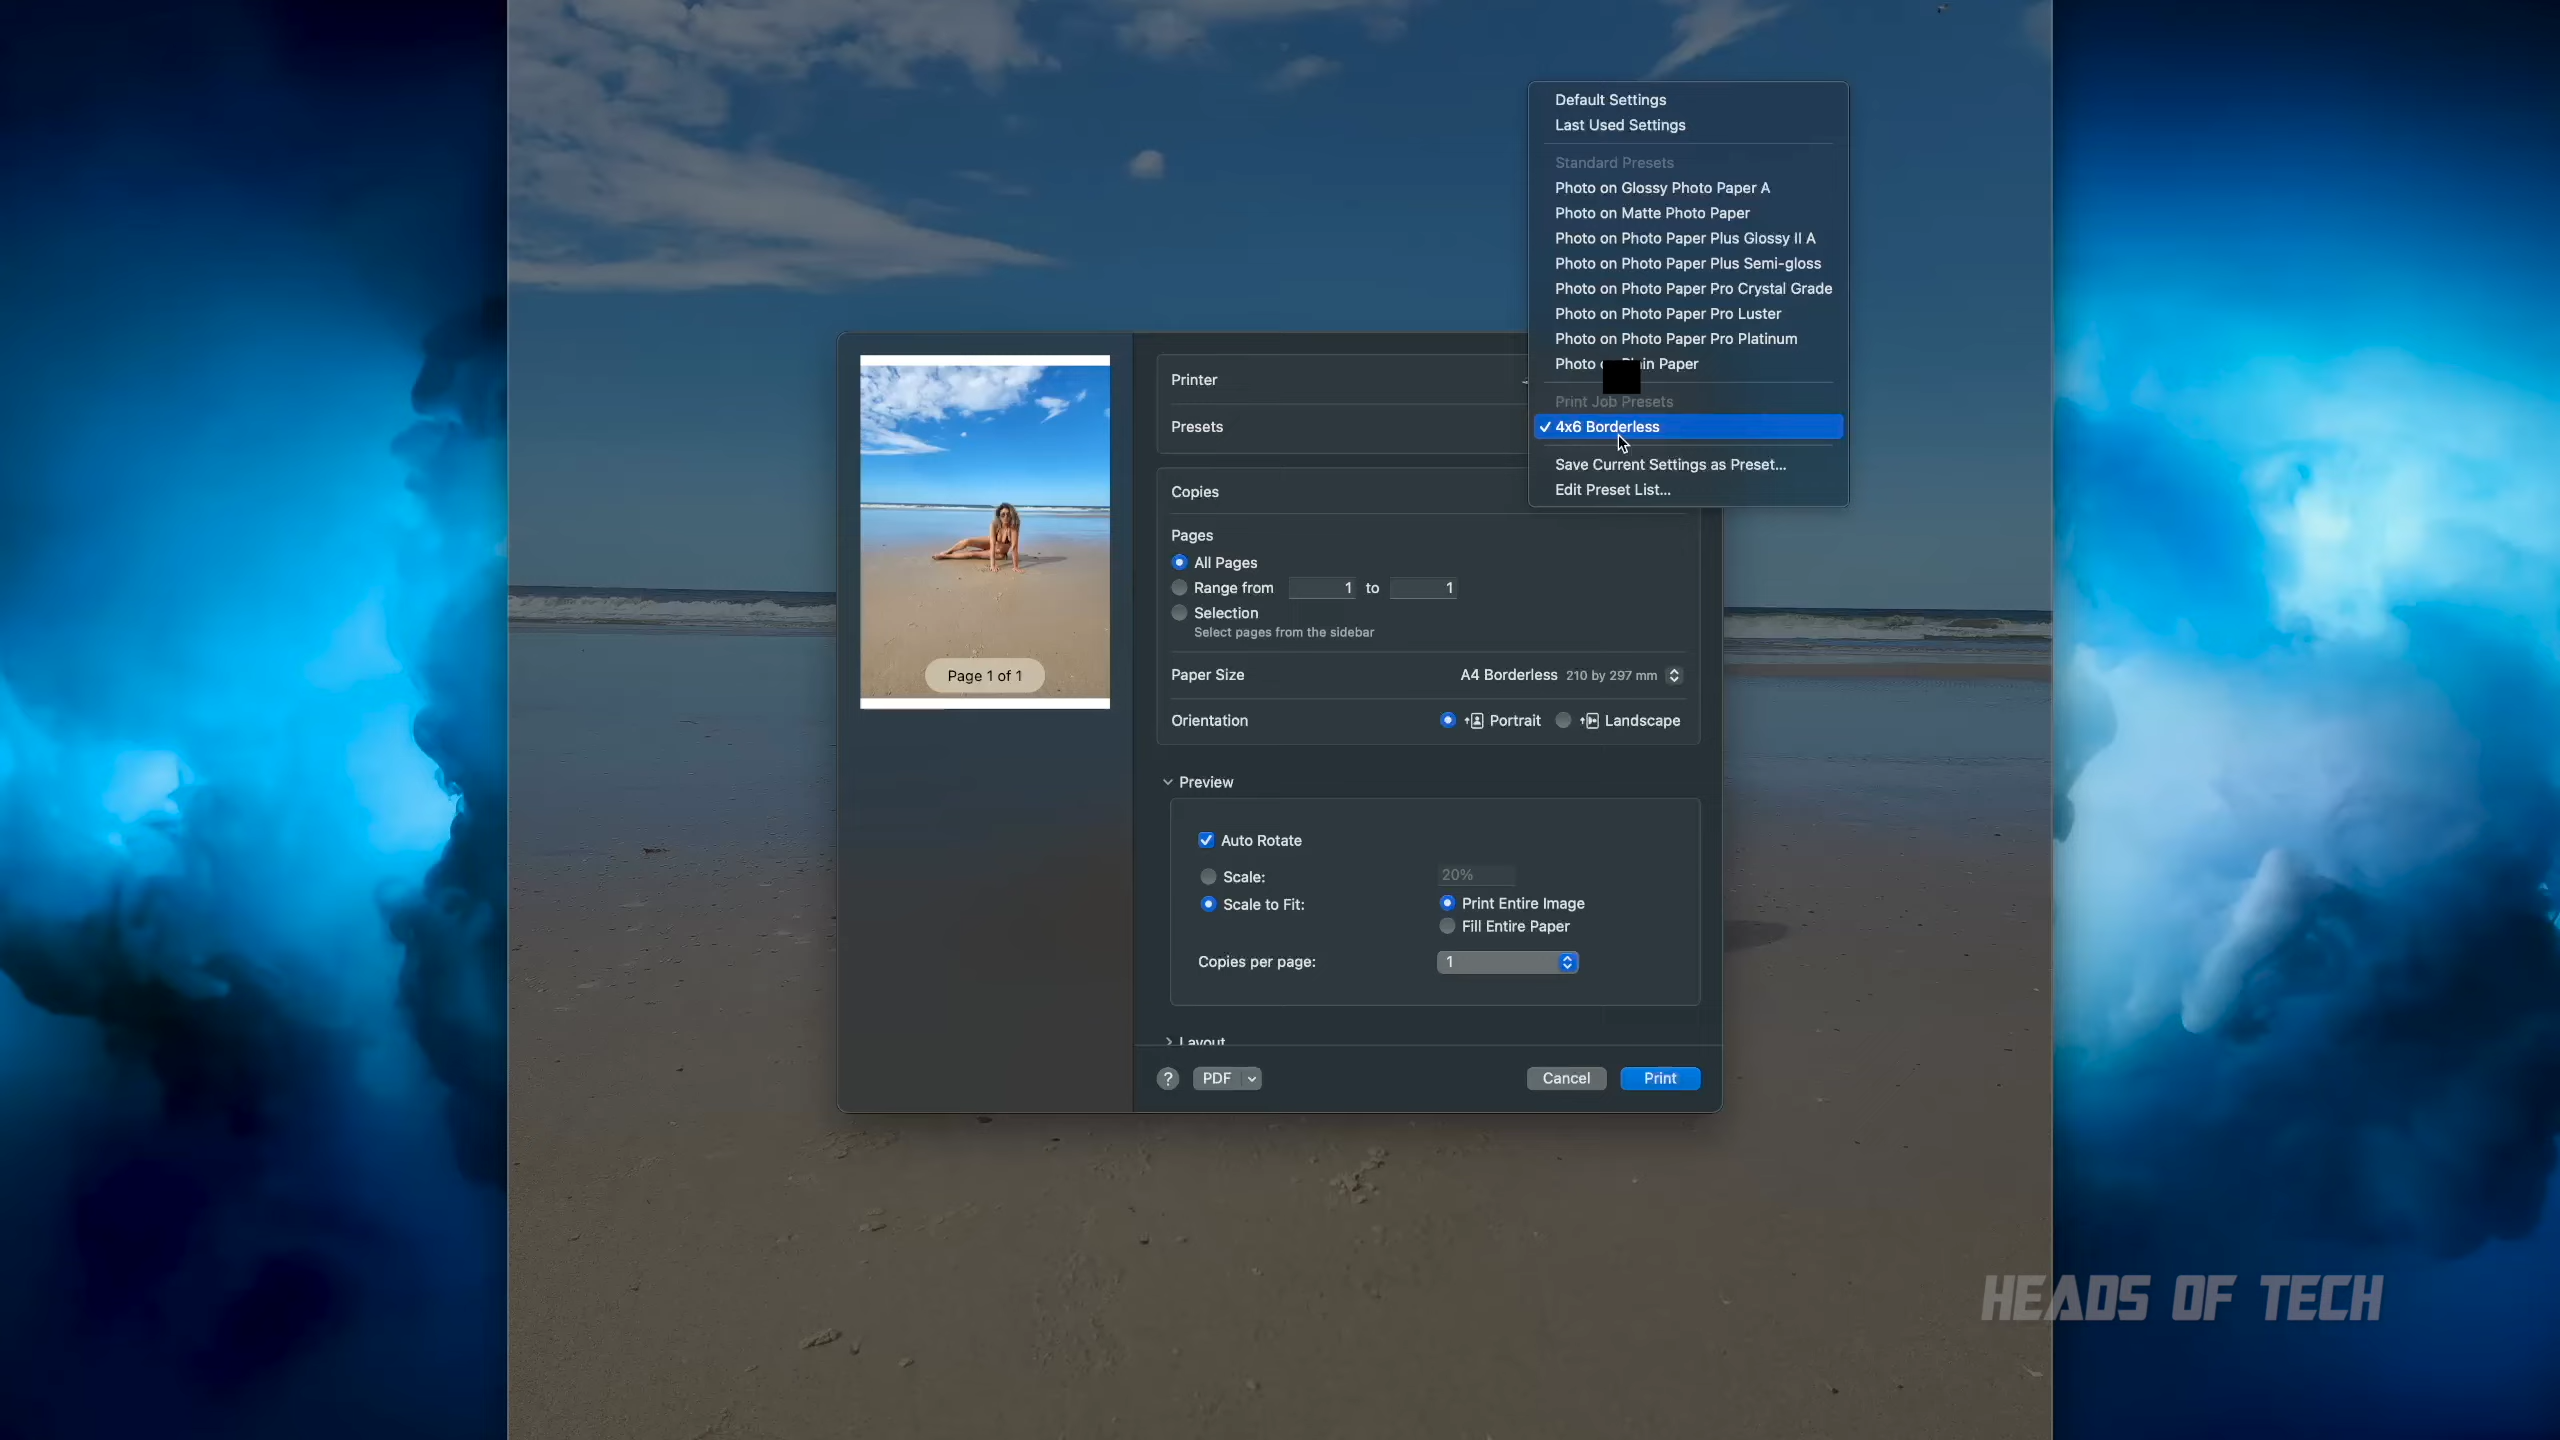 Default Settings
Last Used Settings
Standard Presets
Photo on Glossy Photo Paper A
Photo on Matte Photo Paper
Photo on Photo Paper Plus Glossy II A
Photo on Photo Paper Plus Semi-gloss
Photo on Photo Paper Pro Crystal Grade
Photo on Photo Paper Pro Luster
Photo on Photo Paper Pro Platinum
Photo Paper
Print Job Presets
4x6 Borderless
Save Current Settings as Preset...
Edit Preset List...
Printer
Presets
Copies
Pages
All Pages
Range from 1 to 1
Selection
Select pages from the sidebar
Page 1 of 1
Paper Size A4 Borderless 210 by 297 mm
Orientation Portrait Landscape
Preview
Auto Rotate
Scale: 20%
Scale to Fit: Print Entire Image
Fill Entire Paper
Copies per page: 1
Layout
? PDF Cancel Print
HEADS OF TECH